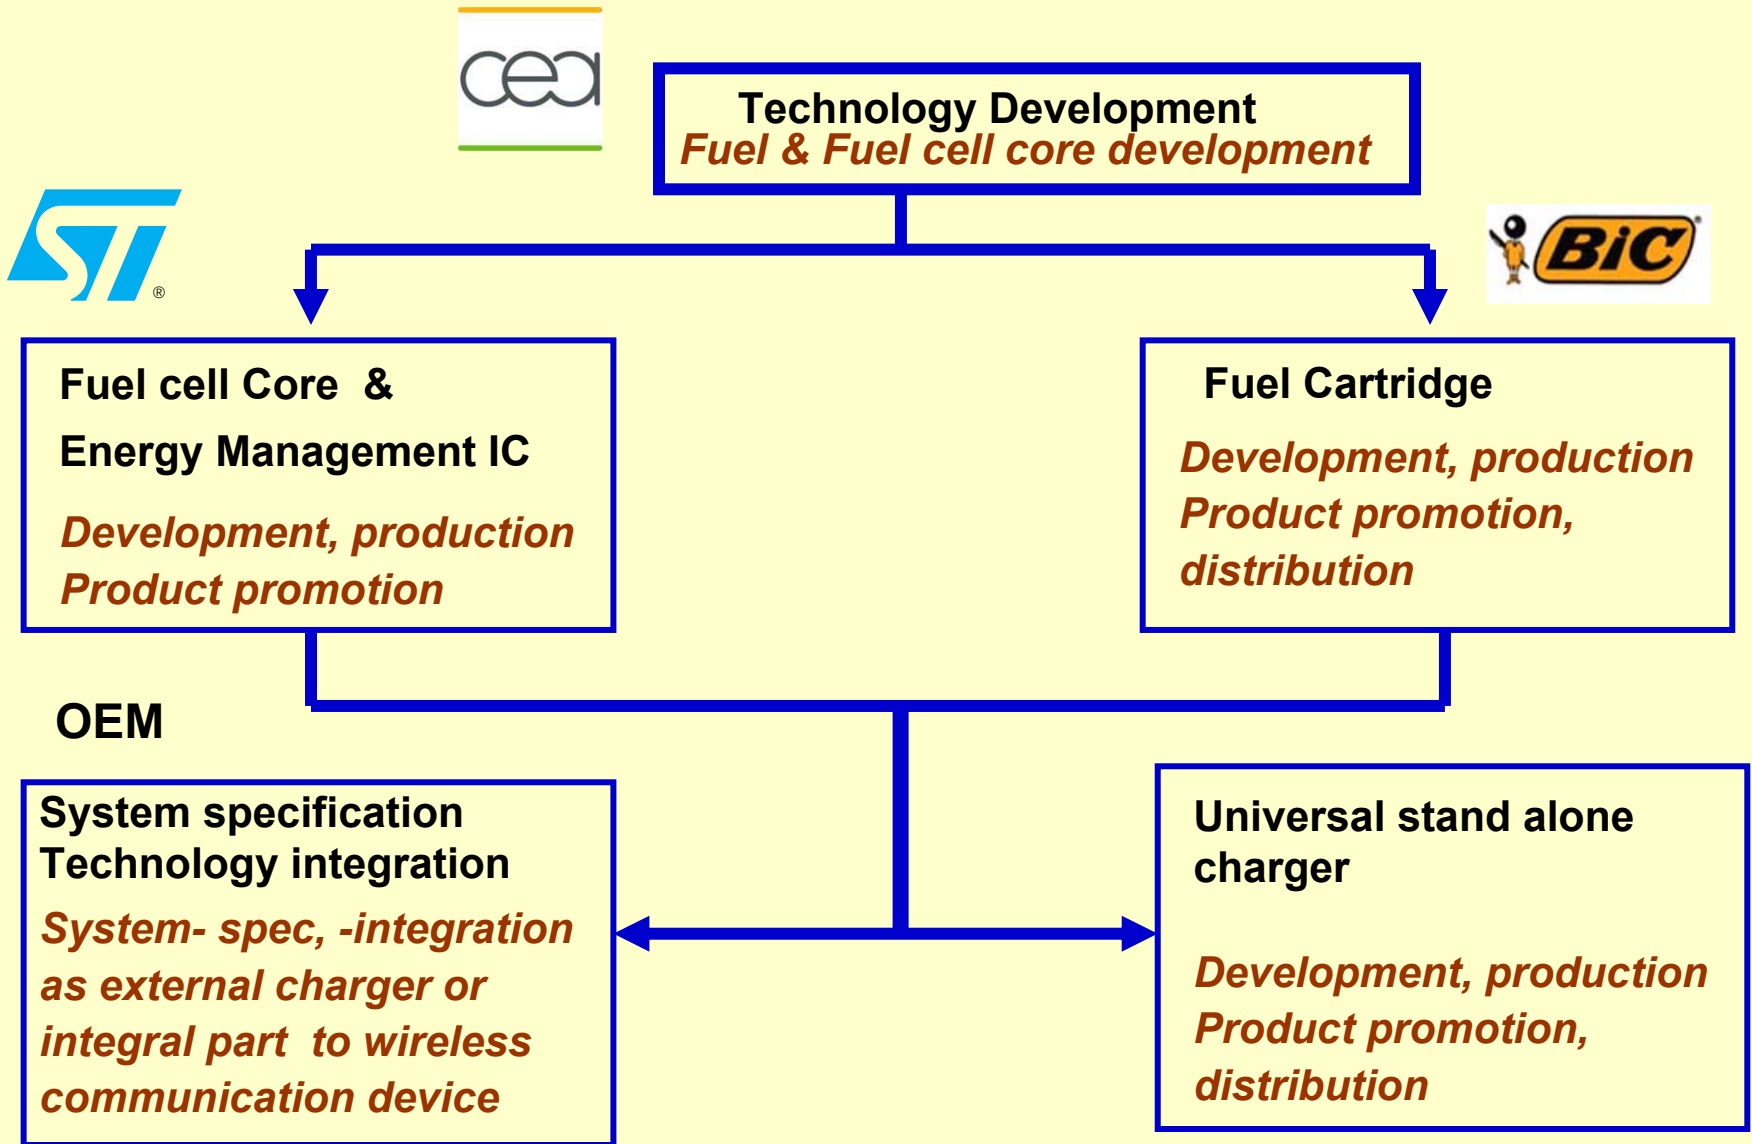 cea
Technology Development
Fuel & Fuel cell core development
ST
®
BiC
®
Fuel cell Core &
Energy Management IC
Development, production
Product promotion
Fuel Cartridge
Development, production
Product promotion,
distribution
OEM
System specification
Technology integration
System- spec, -integration
as external charger or
integral part to wireless
communication device
Universal stand alone
charger
Development, production
Product promotion,
distribution